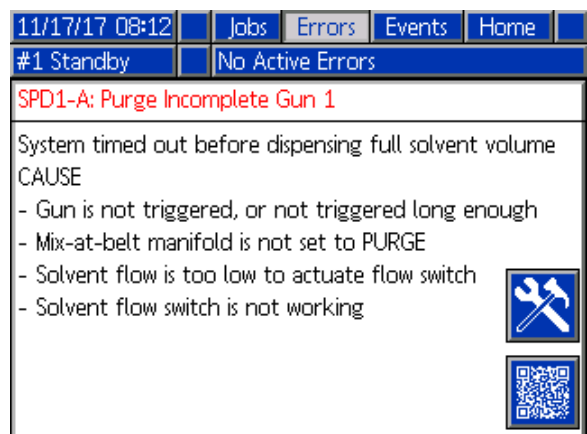 11/17/17 08:12 Jobs Errors Events Home
#1 Standby No Active Errors
SPD1-A: Purge Incomplete Gun 1
System timed out before dispensing full solvent volume
CAUSE
- Gun is not triggered, or not triggered long enough
- Mix-at-belt manifold is not set to PURGE
- Solvent flow is too low to actuate flow switch
- Solvent flow switch is not working